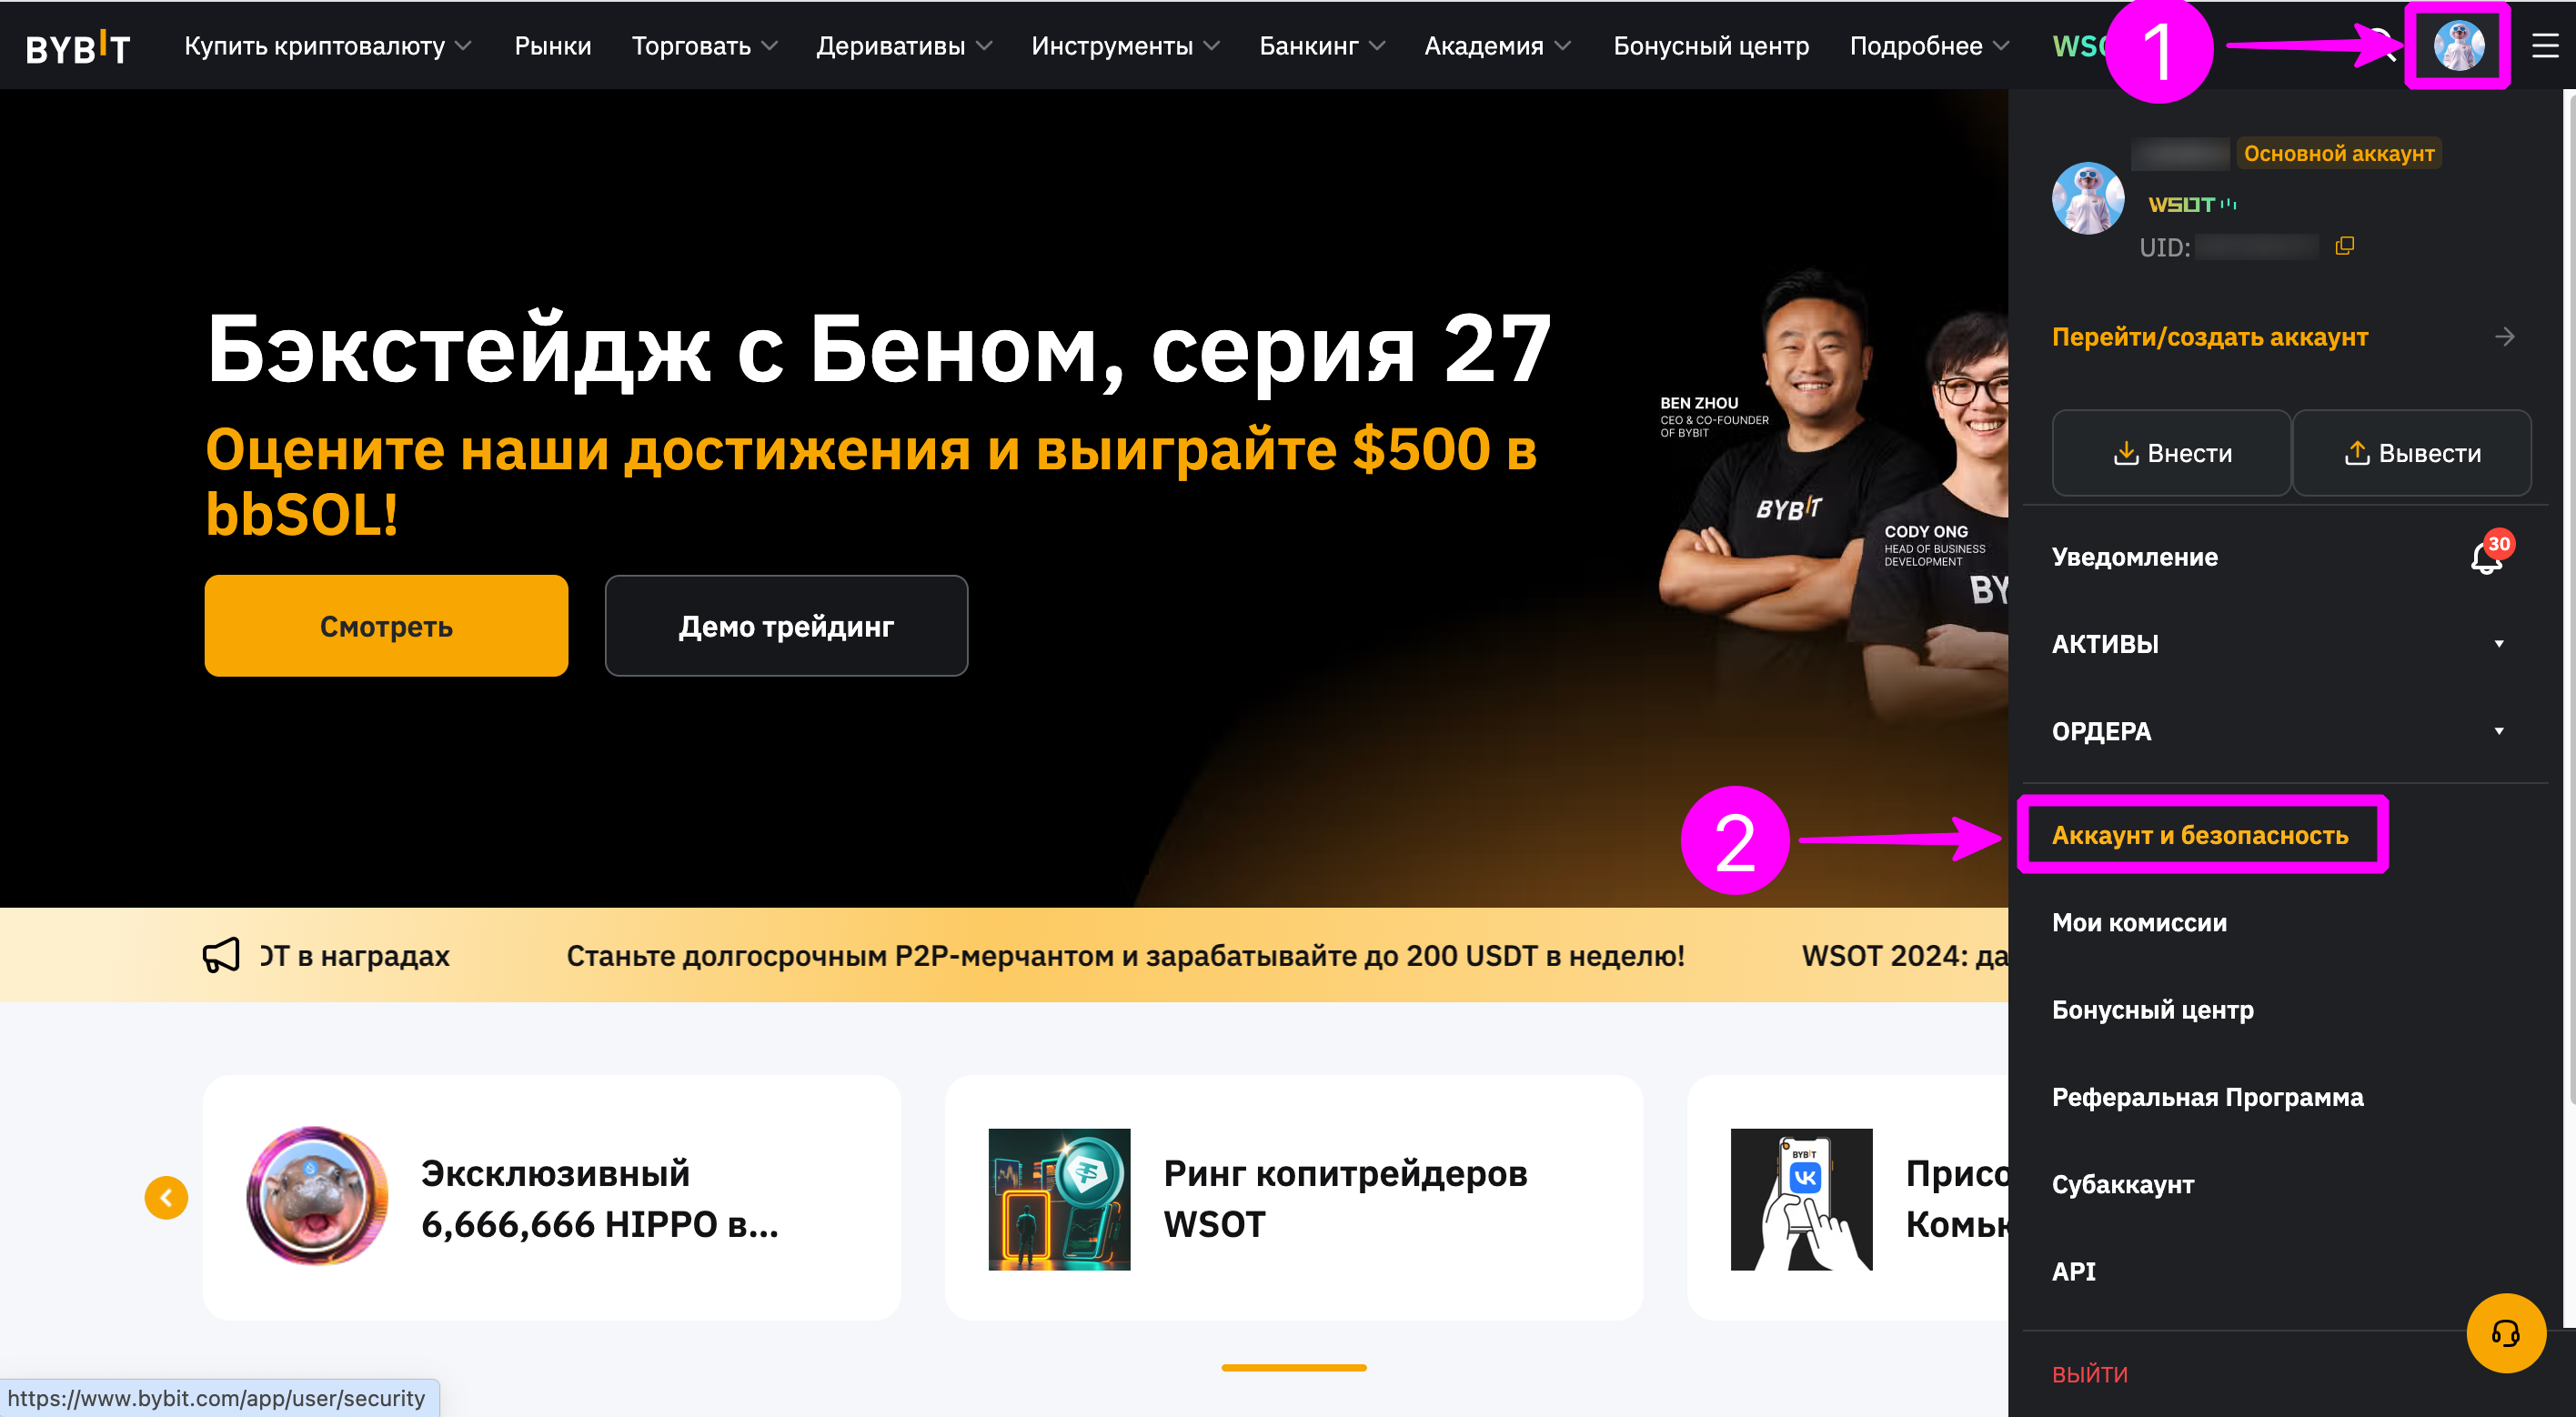 BYBIT
Купить криптовалюту
Рынки
Торговать
Деривативы
Инструменты
Банкинг
Академия
Бонусный центр
Подробнее
1
Основной аккаунт
WSOT
UID:
Перейти/создать аккаунт
Внести
Вывести
Бэкстейдж с Беном, серия 27
Оцените наши достижения и выиграйте $500 в
bbSOL!
Смотреть
Демо трейдинг
BEN ZHOU
CEO & CO-FOUNDER
OF BYBIT
BYBIT
CODY ONG
HEAD OF BUSINESS
DEVELOPMENT
BY
Уведомление
30
АКТИВЫ
ОРДЕРА
2
Аккаунт и безопасность
Мои комиссии
Бонусный центр
Реферальная Программа
Субаккаунт
API
ВЫЙТИ
DT в наградах
Станьте долгосрочным P2P-мерчантом и зарабатывайте до 200 USDT в неделю!
WSOT 2024: да
Эксклюзивный
6,666,666 HIPPO в...
Ринг копитрейдеров
WSOT
BYBIT
Присо
Комью
https://www.bybit.com/app/user/security